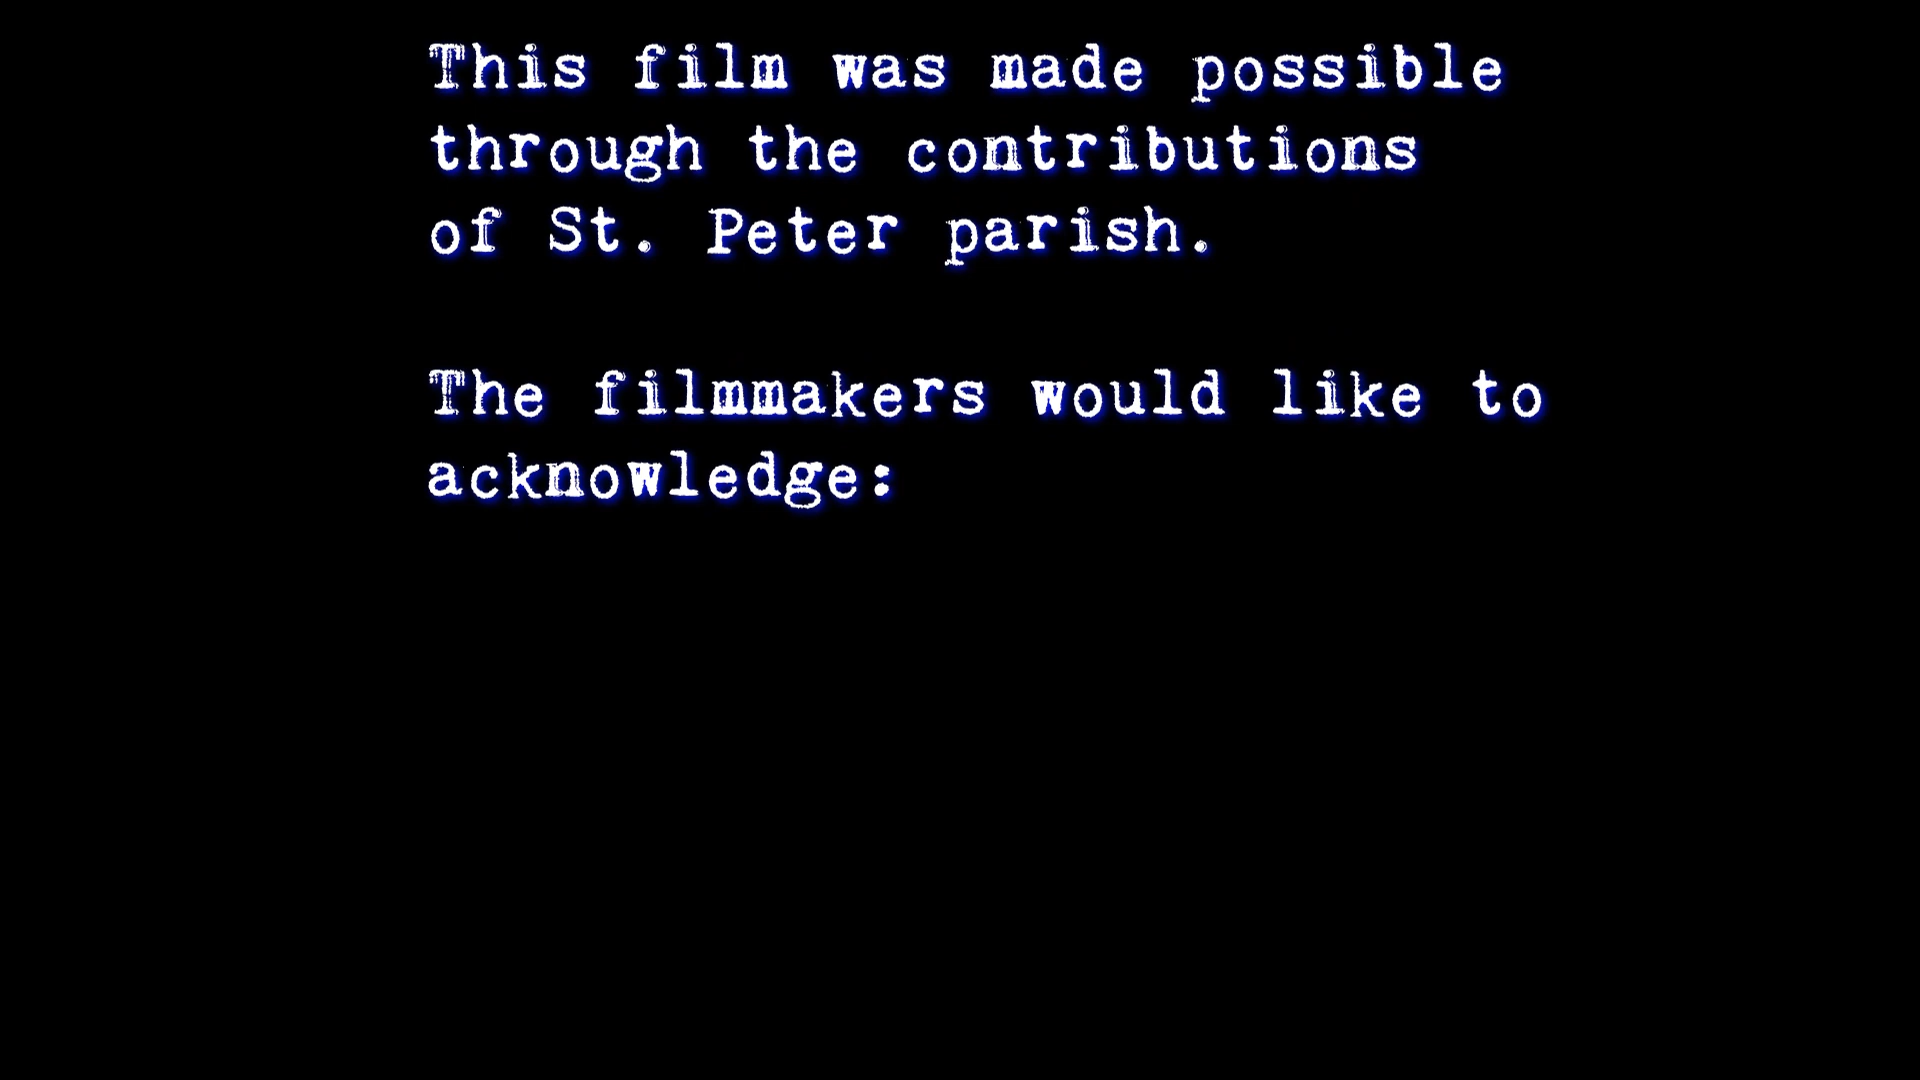 This film was made possible
through the contributions
of St. Peter parish.
The filmmakers would like to
acknowledge: